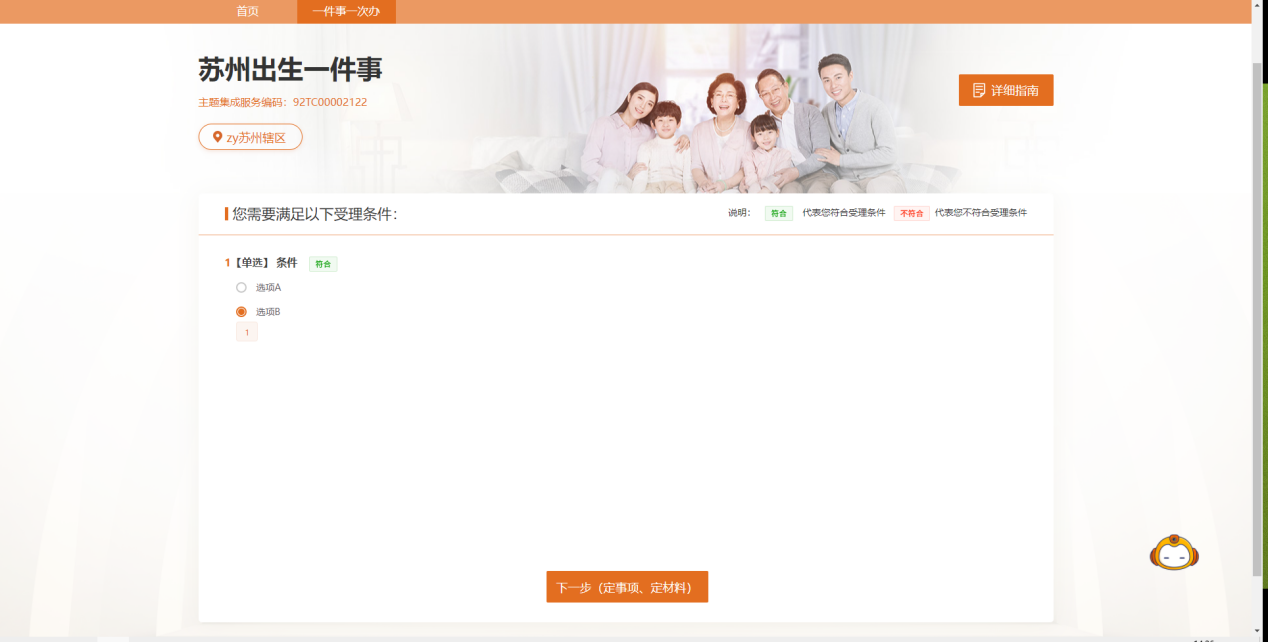 首页 一件事一次办
苏州出生一件事
主题集成服务编码：92TC00002122
详细指南
zy苏州辖区
您需要满足以下受理条件：
说明： 符合 代表您符合受理条件 不符合 代表您不符合受理条件
1【单选】 条件 符合
选项A
选项B
1
下一步（定事项、定材料）